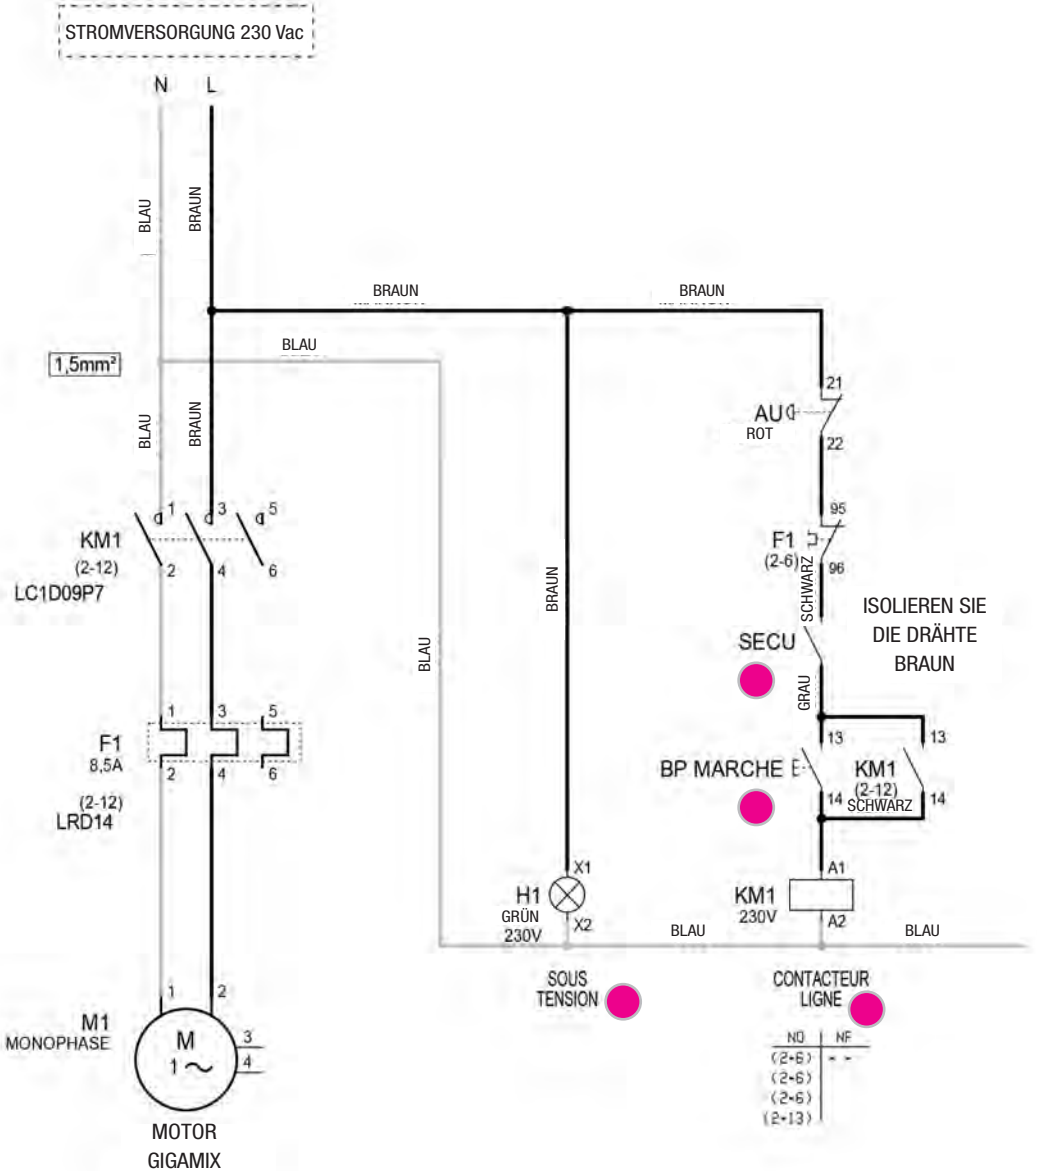 STROMVERSORGUNG 230 Vac
N L
BLAU
BRAUN
BRAUN
BRAUN
BLAU
1,5mm²
BLAU
BRAUN
21
AU
ROT
22
1 3 5
KM1
(2-12)
2 4 6
LC1D09P7
95
F1
(2-6)
96
SCHWARZ
BRAUN
BLAU
ISOLIEREN SIE
DIE DRÄHTE
BRAUN
SECU
GRAU
1 3 5
F1
8,5A
2 4 6
(2-12)
LRD14
13 13
BP MARCHE
KM1
(2-12)
14 SCHWARZ 14
X1
H1
GRÜN
230V
X2
A1
KM1
230V
A2
BLAU
BLAU
SOUS
TENSION
CONTACTEUR
LIGNE
1 2
M1
MONOPHASE
M
1~
3
4
MOTOR
GIGAMIX
NO NF
(2-6) - -
(2-6)
(2-6)
(2-13)